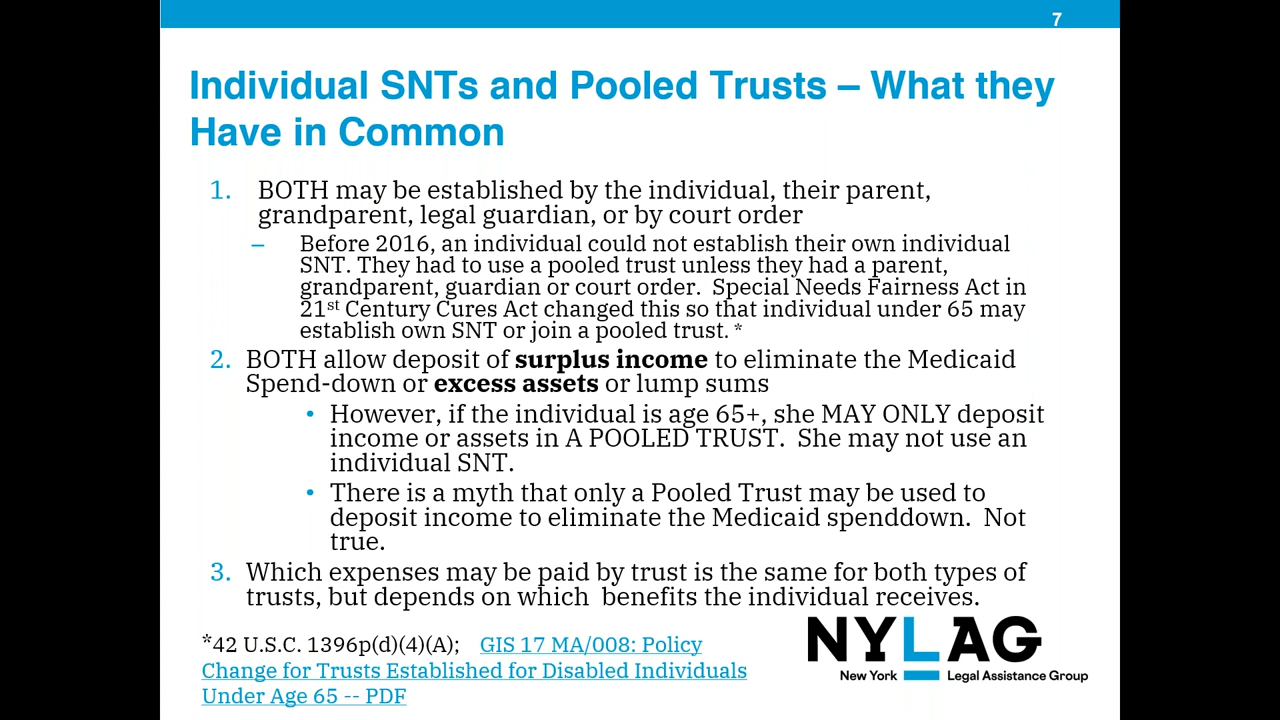 7
Individual SNTs and Pooled Trusts – What they
Have in Common
1. BOTH may be established by the individual, their parent,
grandparent, legal guardian, or by court order
– Before 2016, an individual could not establish their own individual
SNT. They had to use a pooled trust unless they had a parent,
grandparent, guardian or court order. Special Needs Fairness Act in
21st Century Cures Act changed this so that individual under 65 may
establish own SNT or join a pooled trust. *
2. BOTH allow deposit of surplus income to eliminate the Medicaid
Spend-down or excess assets or lump sums
• However, if the individual is age 65+, she MAY ONLY deposit
income or assets in A POOLED TRUST. She may not use an
individual SNT.
• There is a myth that only a Pooled Trust may be used to
deposit income to eliminate the Medicaid spenddown. Not
true.
3. Which expenses may be paid by trust is the same for both types of
trusts, but depends on which benefits the individual receives.
*42 U.S.C. 1396p(d)(4)(A); GIS 17 MA/008: Policy
Change for Trusts Established for Disabled Individuals
Under Age 65 -- PDF
NYLAG
New York Legal Assistance Group